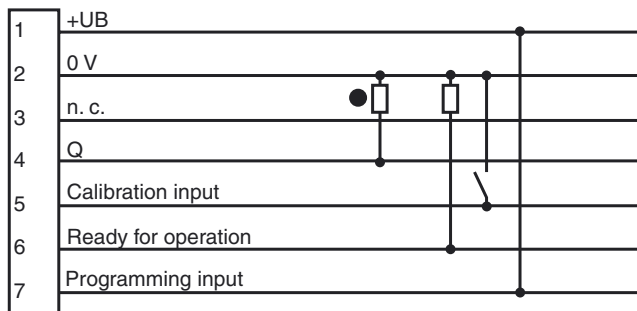 1 +UB
2 0 V
3 n. c.
4 Q
5 Calibration input
6 Ready for operation
7 Programming input